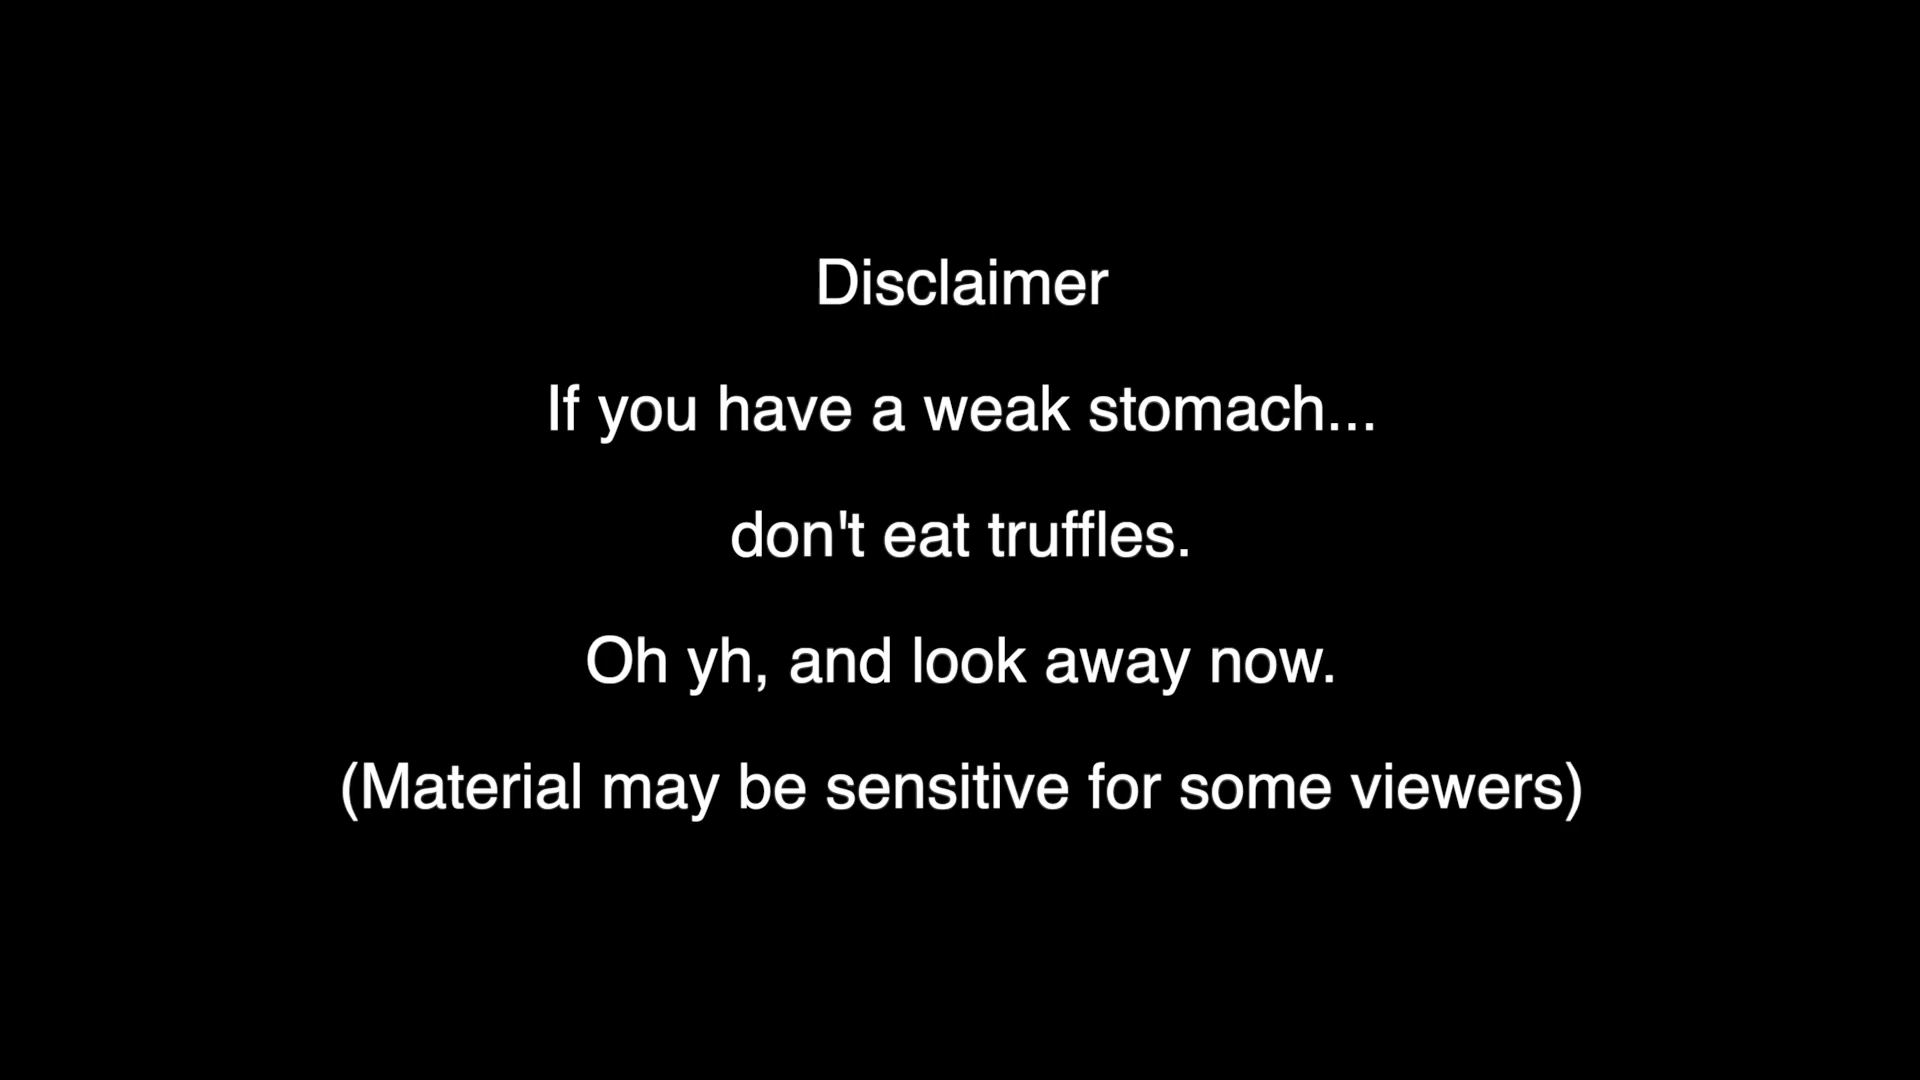 Disclaimer
If you have a weak stomach...
don't eat truffles.
Oh yh, and look away now.
(Material may be sensitive for some viewers)